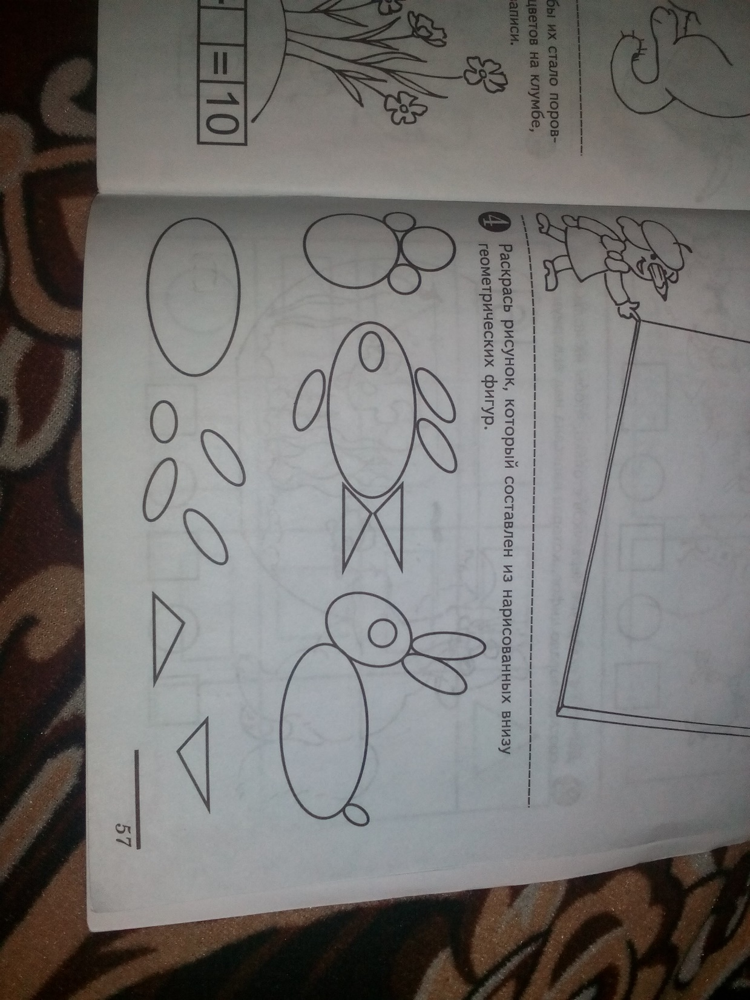 бы их стало поров-
цветов на клумбе,
записи.
= 10
4 Раскрась рисунок, который составлен из нарисованных внизу
геометрических фигур.
57